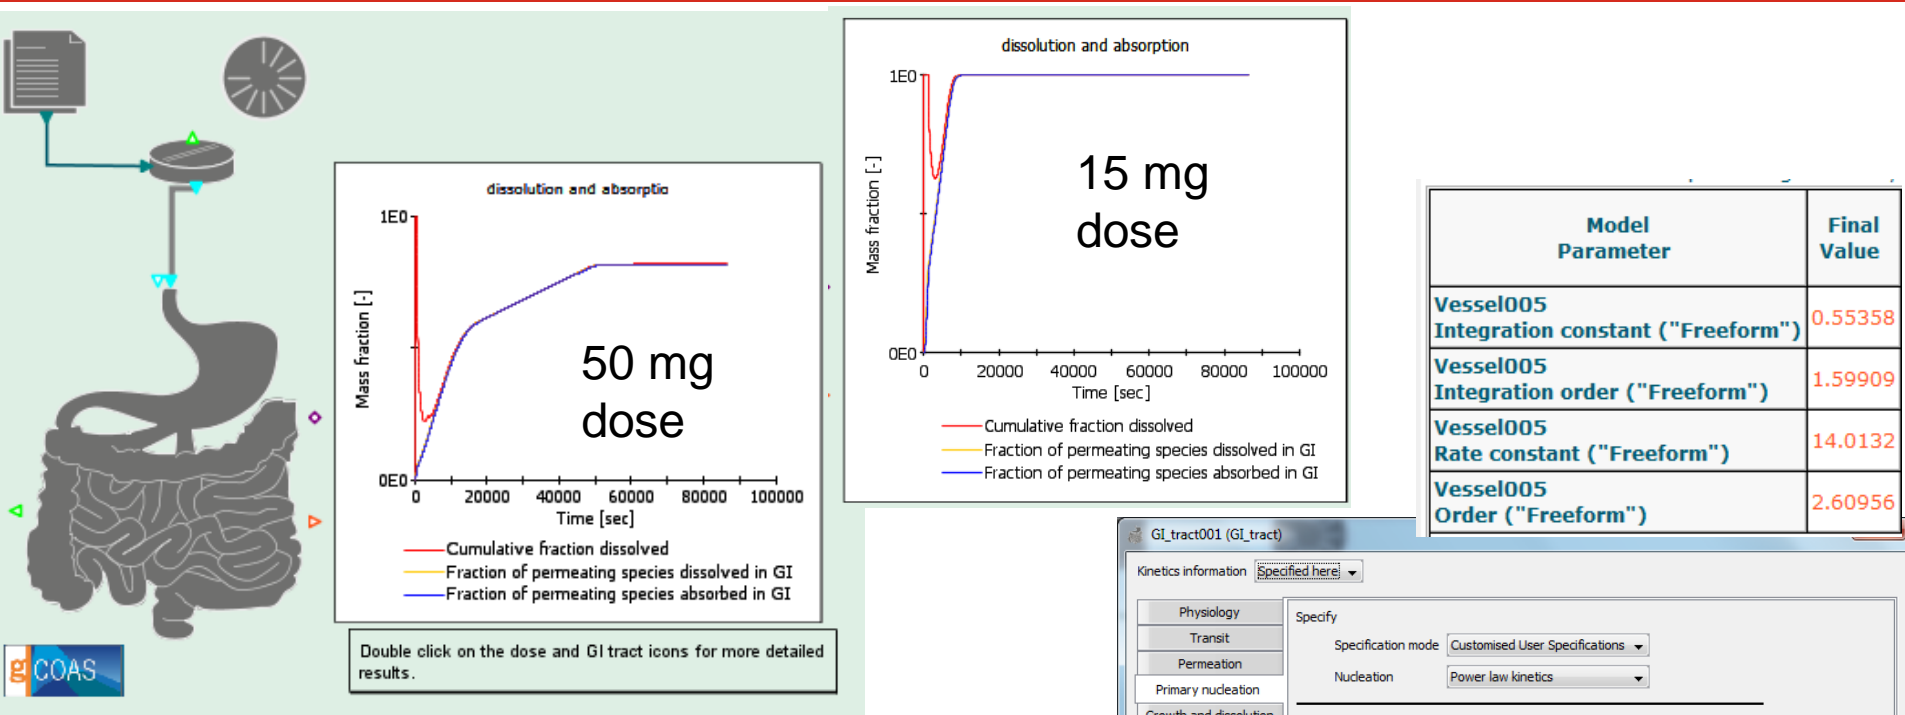 dissolution and absorptio
1E0
Mass fraction [-]
50 mg
dose
0E0
0 20000 40000 60000 80000 100000
Time [sec]
Cumulative fraction dissolved
Fraction of permeating species dissolved in GI
Fraction of permeating species absorbed in GI
Double click on the dose and GI tract icons for more detailed
results.
g COAS
dissolution and absorption
1E0
Mass fraction [-]
15 mg
dose
0E0
0 20000 40000 60000 80000 100000
Time [sec]
Cumulative fraction dissolved
Fraction of permeating species dissolved in GI
Fraction of permeating species absorbed in GI
Model Final
Parameter Value
Vessel005
Integration constant ("Freeform") 0.55358
Vessel005
Integration order ("Freeform") 1.59909
Vessel005
Rate constant ("Freeform") 14.0132
Vessel005
Order ("Freeform") 2.60956
GI_tract001 (GI_tract)
Kinetics information Specified here
Physiology
Transit
Permeation
Primary nucleation
Growth and dissolution
Specify
Specification mode Customised User Specifications
Nucleation Power law kinetics